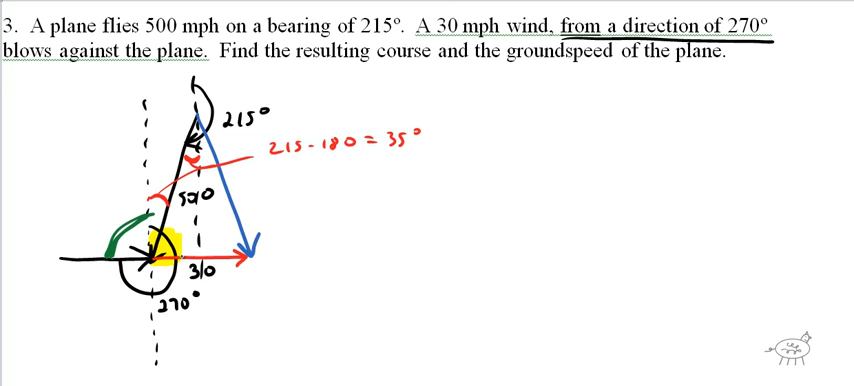 3. A plane flies 500 mph on a bearing of 215°. A 30 mph wind, from a direction of 270°
blows against the plane. Find the resulting course and the groundspeed of the plane.
215°
215-180=35°
500
30
270°